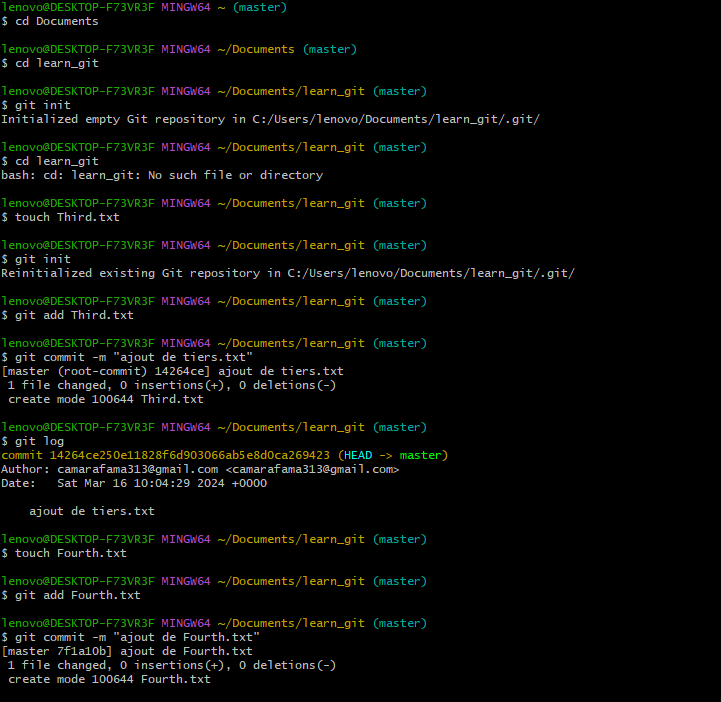 lenovo@DESKTOP-F73VR3F MINGW64 ~ (master)
$ cd Documents
lenovo@DESKTOP-F73VR3F MINGW64 ~/Documents (master)
$ cd learn_git
lenovo@DESKTOP-F73VR3F MINGW64 ~/Documents/learn_git (master)
$ git init
Initialized empty Git repository in C:/Users/lenovo/Documents/learn_git/.git/
lenovo@DESKTOP-F73VR3F MINGW64 ~/Documents/learn_git (master)
$ cd learn_git
bash: cd: learn_git: No such file or directory
lenovo@DESKTOP-F73VR3F MINGW64 ~/Documents/learn_git (master)
$ touch Third.txt
lenovo@DESKTOP-F73VR3F MINGW64 ~/Documents/learn_git (master)
$ git init
Reinitialized existing Git repository in C:/Users/lenovo/Documents/learn_git/.git/
lenovo@DESKTOP-F73VR3F MINGW64 ~/Documents/learn_git (master)
$ git add Third.txt
lenovo@DESKTOP-F73VR3F MINGW64 ~/Documents/learn_git (master)
$ git commit -m "ajout de tiers.txt"
[master (root-commit) 14264ce] ajout de tiers.txt
 1 file changed, 0 insertions(+), 0 deletions(-)
 create mode 100644 Third.txt
lenovo@DESKTOP-F73VR3F MINGW64 ~/Documents/learn_git (master)
$ git log
commit 14264ce250e11828f6d903066ab5e8d0ca269423 (HEAD -> master)
Author: camarafama313@gmail.com <camarafama313@gmail.com>
Date:   Sat Mar 16 10:04:29 2024 +0000
    ajout de tiers.txt
lenovo@DESKTOP-F73VR3F MINGW64 ~/Documents/learn_git (master)
$ touch Fourth.txt
lenovo@DESKTOP-F73VR3F MINGW64 ~/Documents/learn_git (master)
$ git add Fourth.txt
lenovo@DESKTOP-F73VR3F MINGW64 ~/Documents/learn_git (master)
$ git commit -m "ajout de Fourth.txt"
[master 7f1a10b] ajout de Fourth.txt
 1 file changed, 0 insertions(+), 0 deletions(-)
 create mode 100644 Fourth.txt